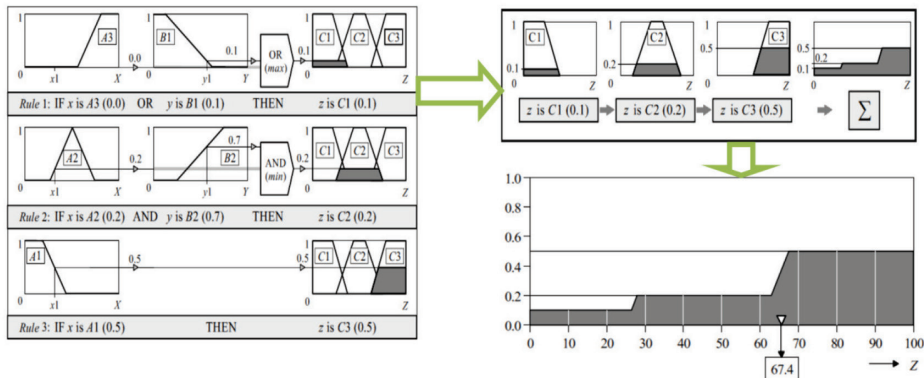 1 A3 0.0 1 B1 0.1 OR (max) 0.1 1 C1 C2 C3
0 x1 X 0 y1 Y 0 Z
Rule 1: IF x is A3 (0.0) OR y is B1 (0.1) THEN z is C1 (0.1)
1 A2 0.2 1 0.7 B2 AND (min) 0.2 1 C1 C2 C3
0 x1 X 0 y1 Y 0 Z
Rule 2: IF x is A2 (0.2) AND y is B2 (0.7) THEN z is C2 (0.2)
1 A1 0.5 0.5 1 C1 C2 C3
0 x1 X 0 Z
Rule 3: IF x is A1 (0.5) THEN z is C3 (0.5)
1 C1 1 C2 1 C3 1
0.1 0.2 0.5 0.5 0.2 0.1
0 Z 0 Z 0 Z 0 Z
z is C1 (0.1) z is C2 (0.2) z is C3 (0.5) Σ
1.0
0.8
0.6
0.4
0.2
0.0
0 10 20 30 40 50 60 70 80 90 100
67.4 Z